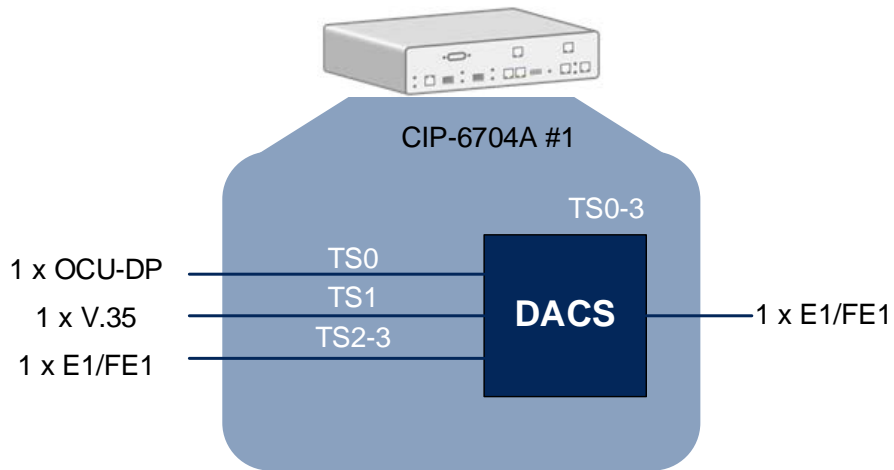 CIP-6704A #1
TS0-3
1 x OCU-DP
TS0
1 x V.35
TS1
DACS
1 x E1/FE1
TS2-3
1 x E1/FE1